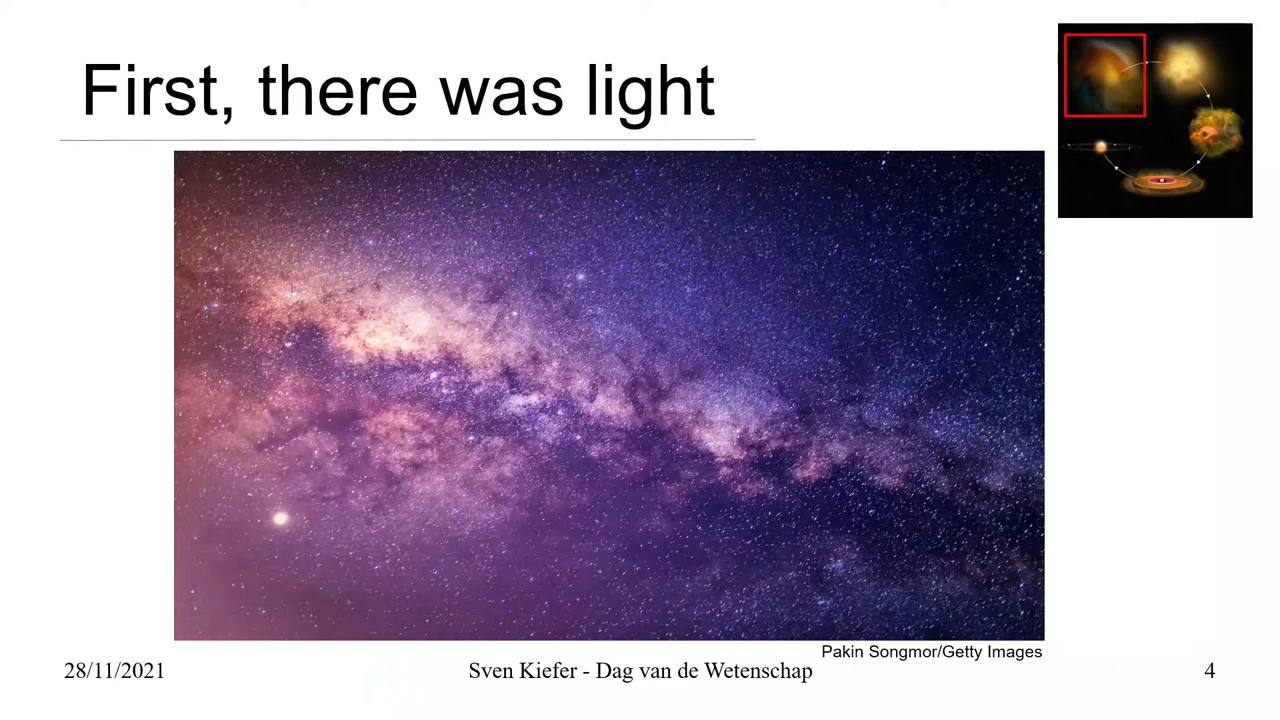 First, there was light
Pakin Songmor/Getty Images
28/11/2021
Sven Kiefer - Dag van de Wetenschap
4